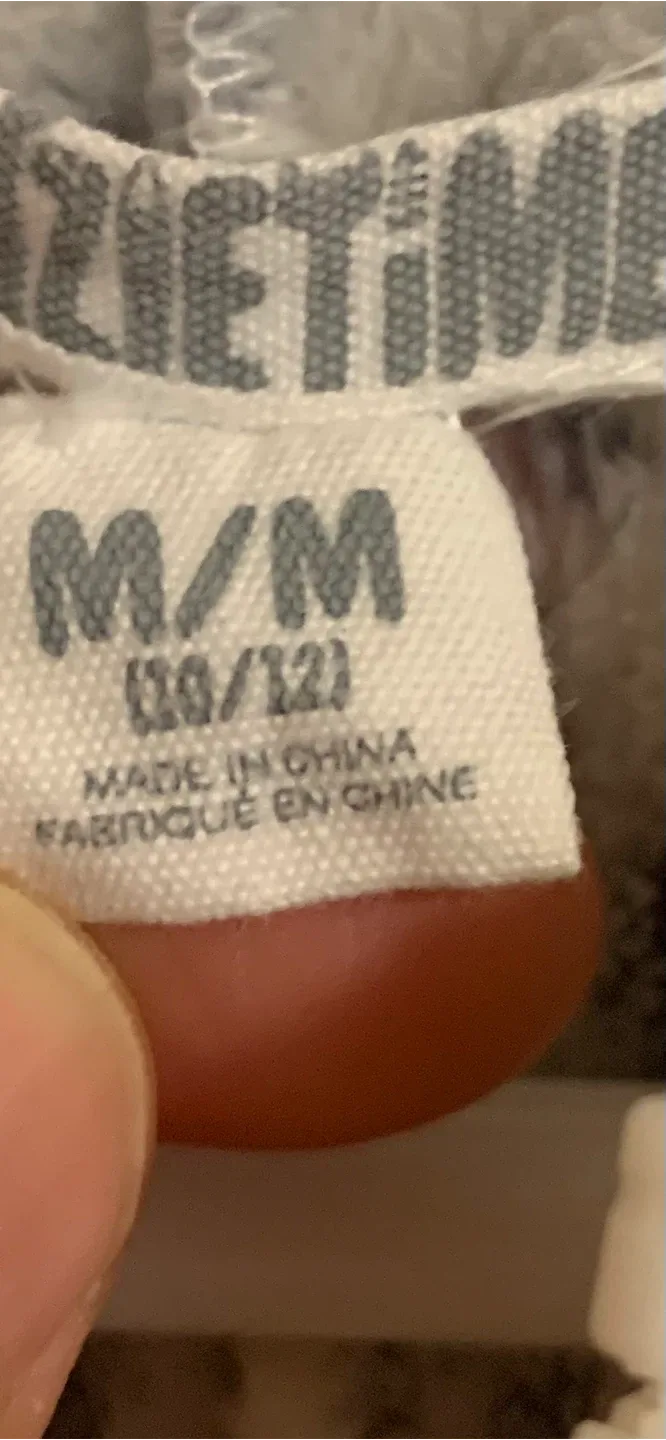 ZIETiME
M/M
(10/12)
MADE IN CHINA
FABRIQUÉ EN CHINE